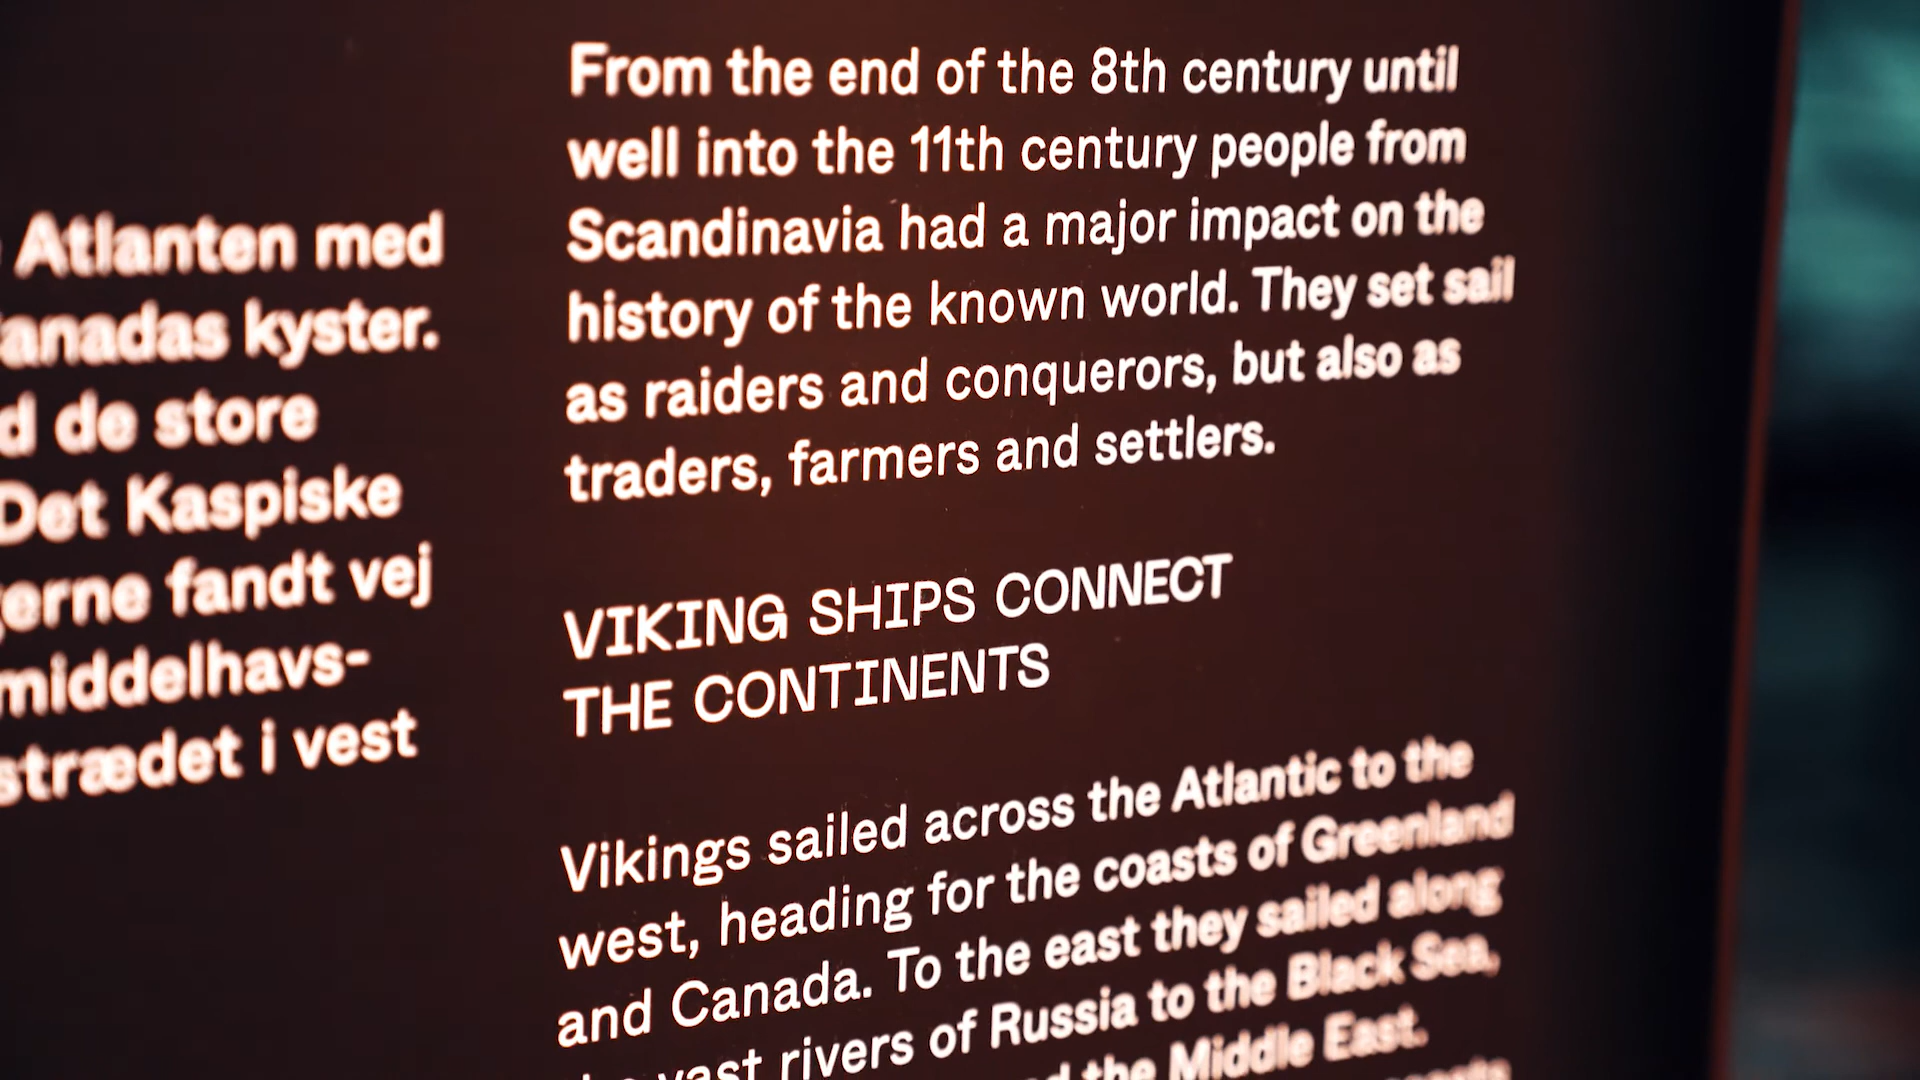 Atlanten med
anadas kyster.
d de store
Det Kaspiske
erne fandt vej
middelhavs-
strædet i vest
From the end of the 8th century until
well into the 11th century people from
Scandinavia had a major impact on the
history of the known world. They set sail
as raiders and conquerors, but also as
traders, farmers and settlers.
VIKING SHIPS CONNECT
THE CONTINENTS
Vikings sailed across the Atlantic to the
west, heading for the coasts of Greenland
and Canada. To the east they sailed along
vast rivers of Russia to the Black Sea,
the Middle East.